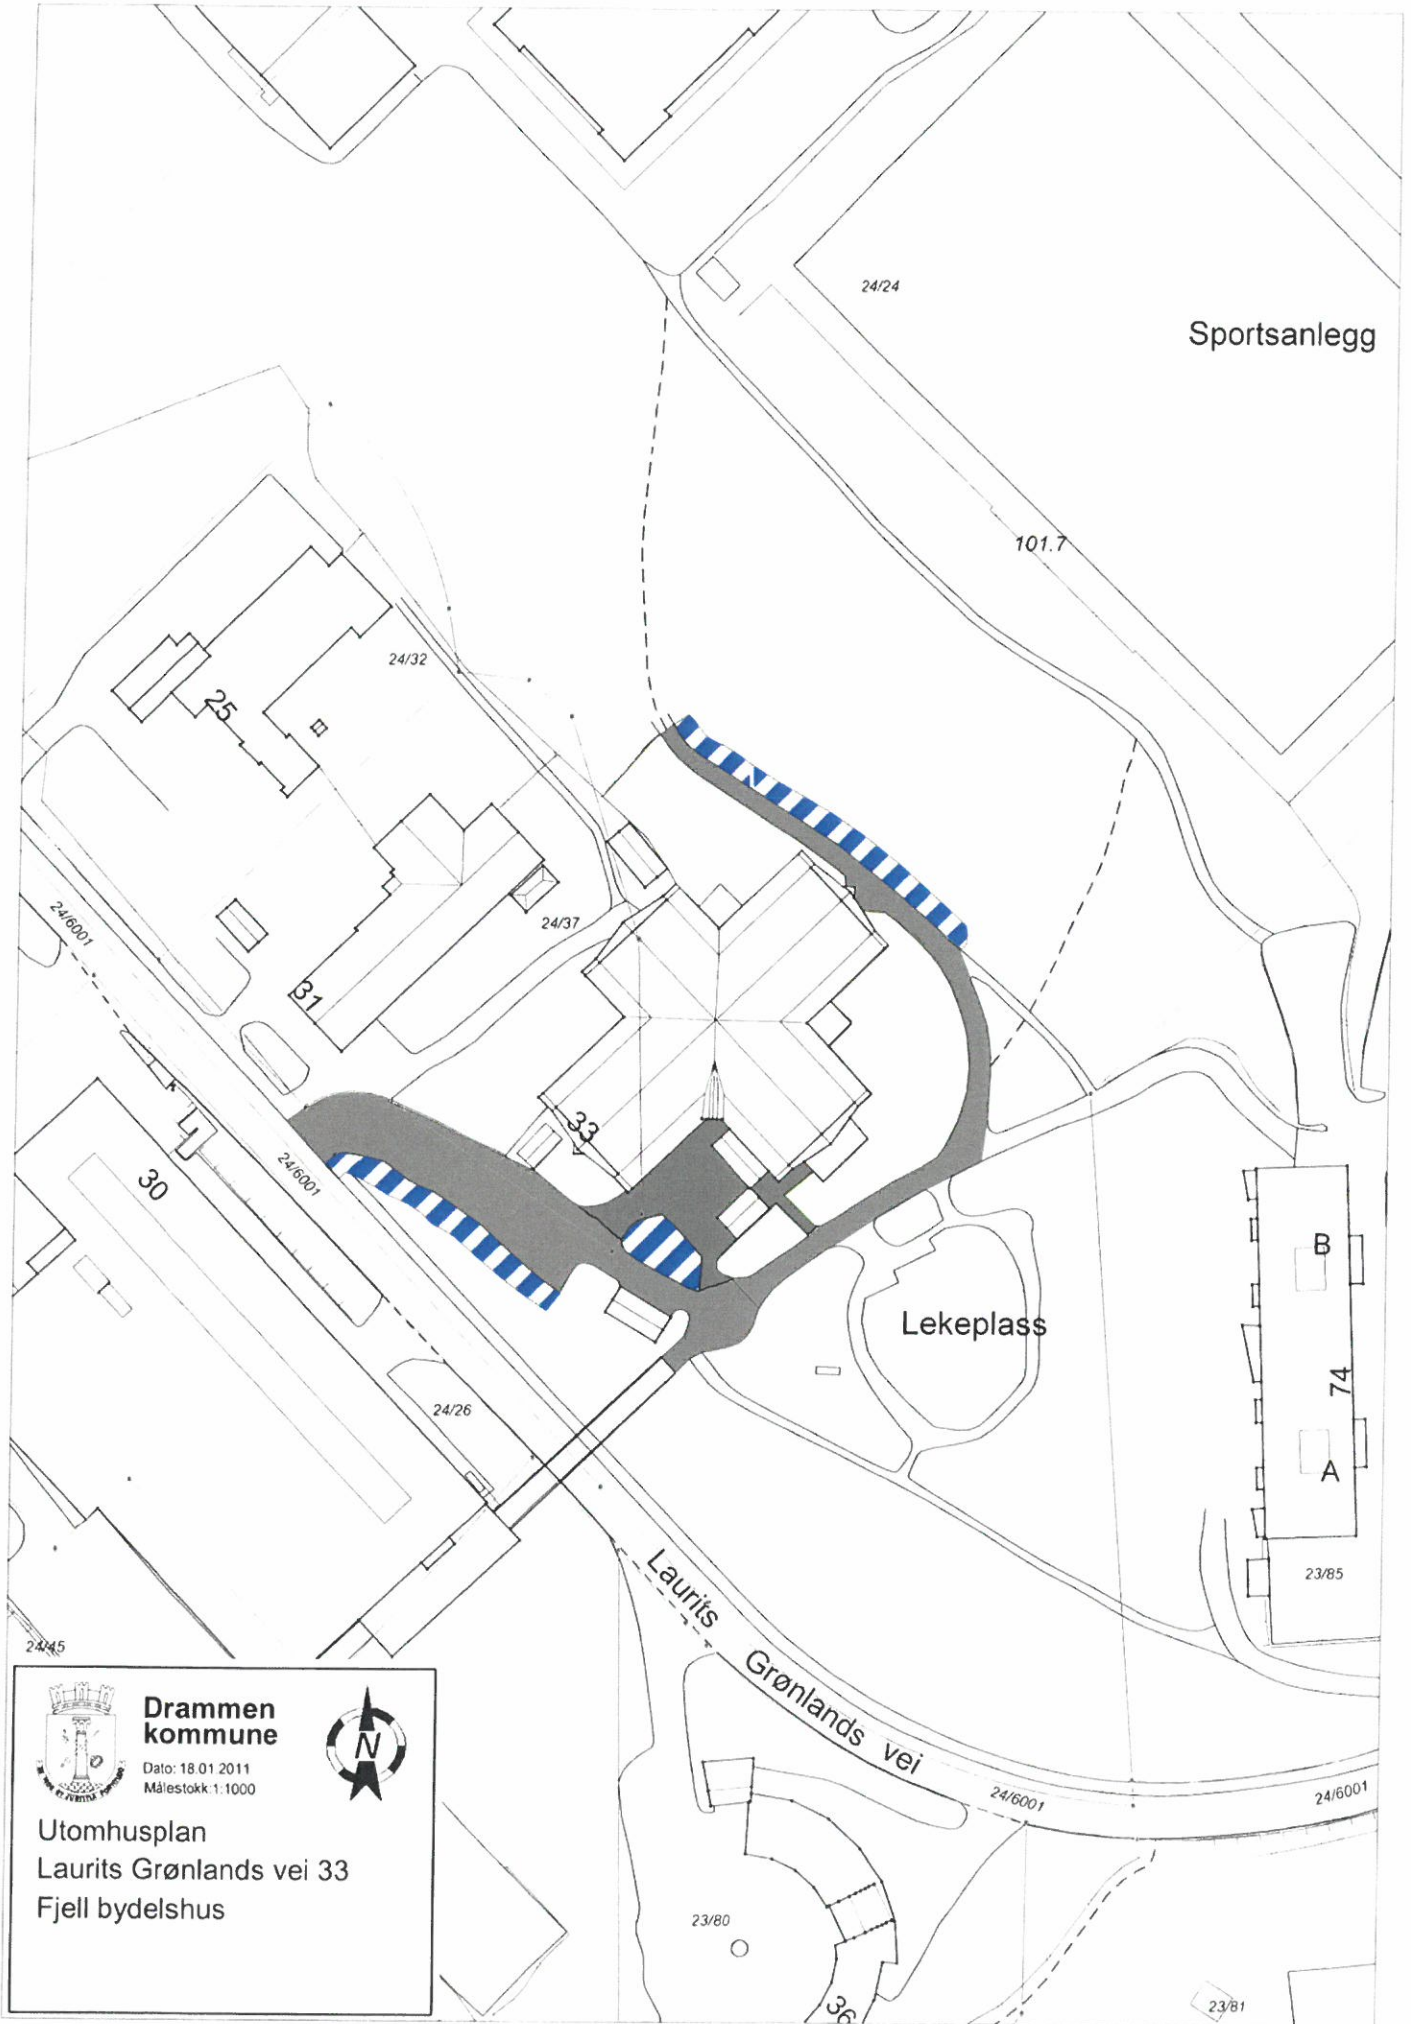 24/24
Sportsanlegg
101.7
24/32
25
24/6001
24/37
31
33
30
24/6001
B
Lekeplass
74
24/26
A
23/85
Laurits
Grønlands vei
24/45
24/6001
24/6001
23/80
36
23/81
Drammen
kommune
N
Dato: 18.01.2011
Målestokk:1:1000
Utomhusplan
Laurits Grønlands vei 33
Fjell bydelshus